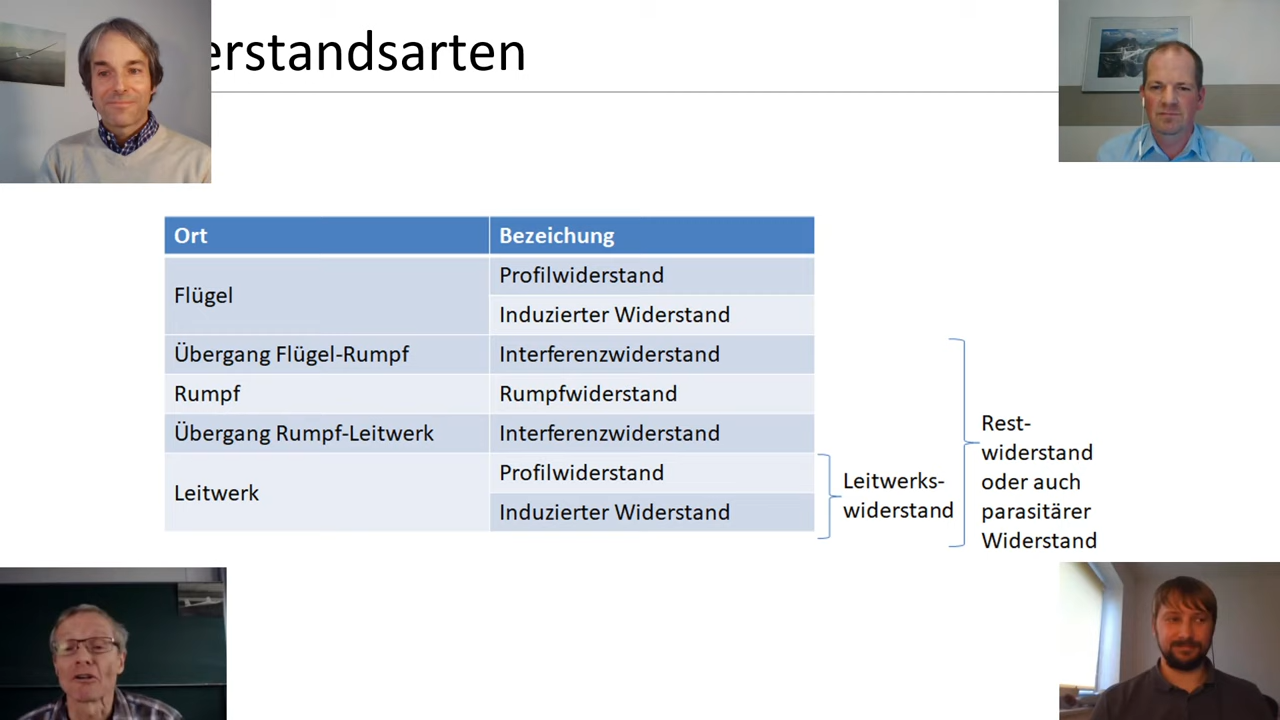 erstandsarten
Ort Bezeichung
Flügel Profilwiderstand
Induzierter Widerstand
Übergang Flügel-Rumpf Interferenzwiderstand
Rumpf Rumpfwiderstand
Übergang Rumpf-Leitwerk Interferenzwiderstand
Leitwerk Profilwiderstand
Induzierter Widerstand
Leitwerks-
widerstand
Rest-
widerstand
oder auch
parasitärer
Widerstand